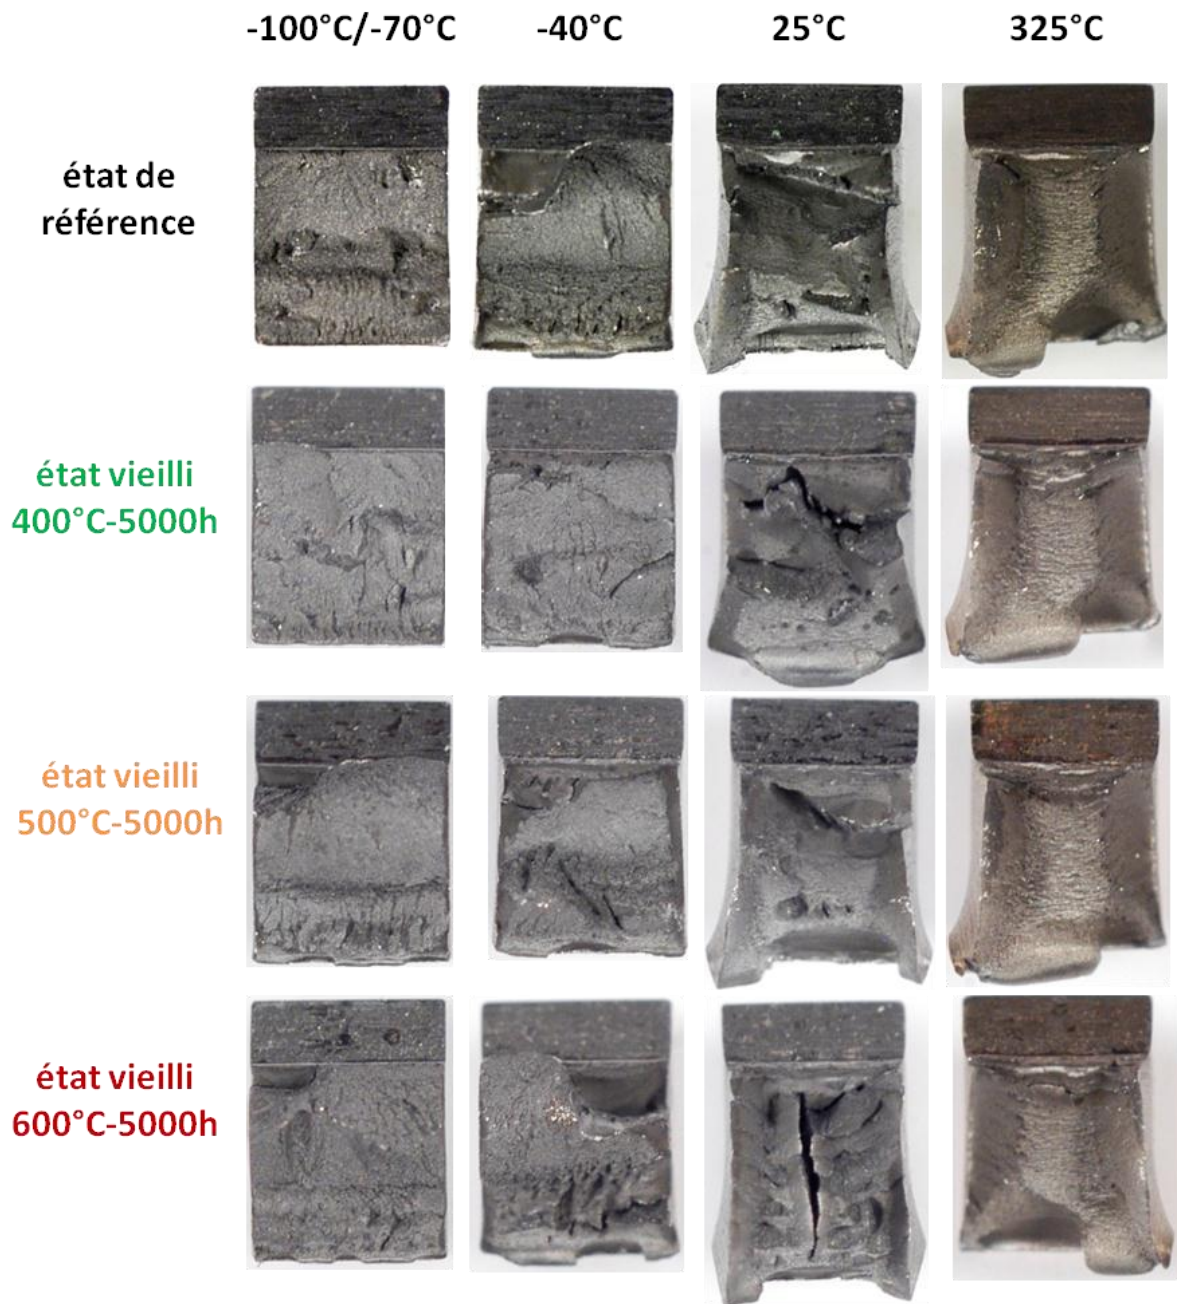 -100°C/-70°C -40°C 25°C 325°C
état de
référence
état vieilli
400°C-5000h
état vieilli
500°C-5000h
état vieilli
600°C-5000h